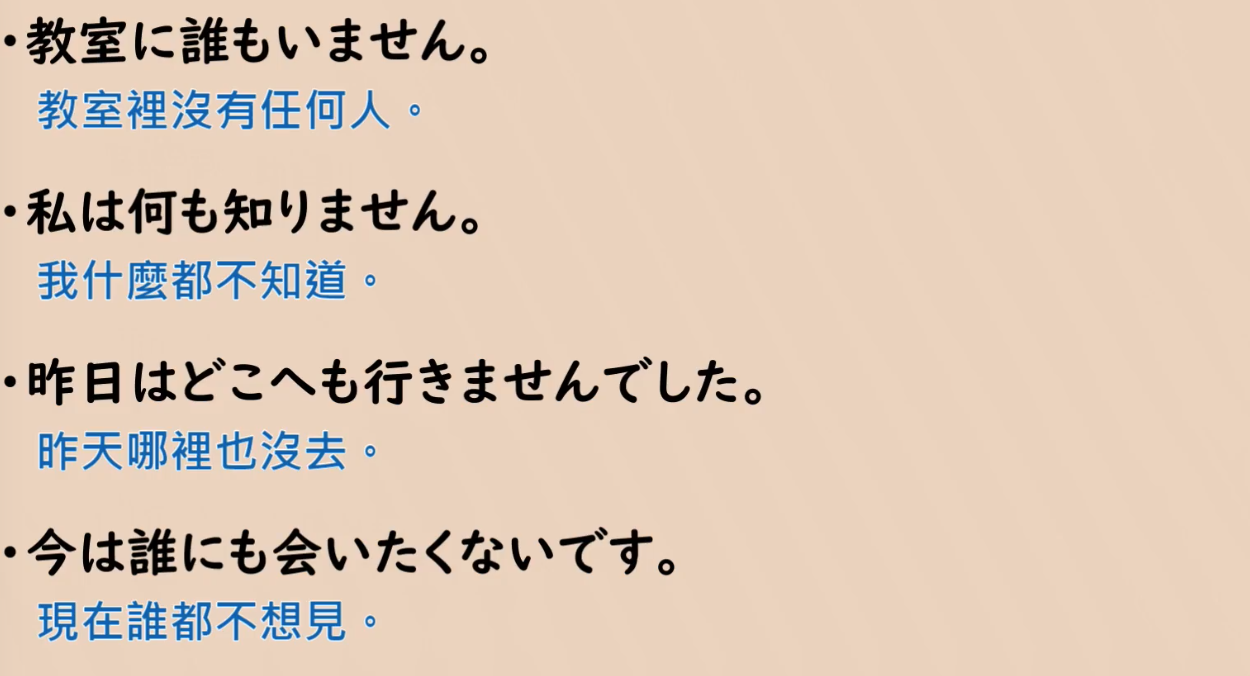 ・教室に誰もいません。
教室裡沒有任何人。
・私は何も知りません。
我什麼都不知道。
・昨日はどこへも行きませんでした。
昨天哪裡也沒去。
・今は誰にも会いたくないです。
現在誰都不想見。